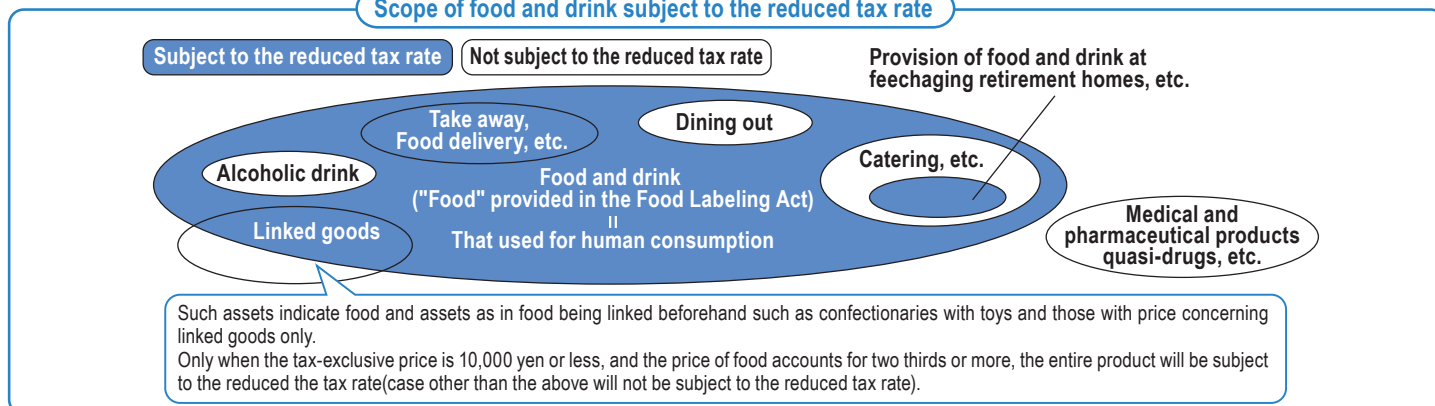 Scope of food and drink subject to the reduced tax rate
Subject to the reduced tax rate
Not subject to the reduced tax rate
Provision of food and drink at
feechaging retirement homes, etc.
Take away,
Food delivery, etc.
Dining out
Alcoholic drink
Catering, etc.
Food and drink
("Food" provided in the Food Labeling Act)
=
That used for human consumption
Linked goods
Medical and
pharmaceutical products
quasi-drugs, etc.
Such assets indicate food and assets as in food being linked beforehand such as confectionaries with toys and those with price concerning
linked goods only.
Only when the tax-exclusive price is 10,000 yen or less, and the price of food accounts for two thirds or more, the entire product will be subject
to the reduced the tax rate(case other than the above will not be subject to the reduced tax rate).